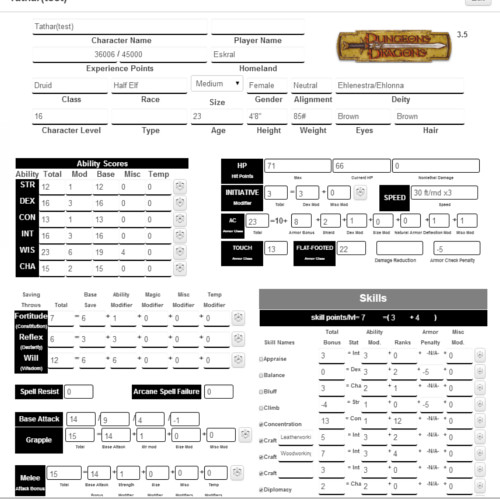 Tathar(test)
Tathar(test)
Character Name Player Name
36006 / 45000 Eskral
Experience Points Homeland
DUNGEONS & DRAGONS 3.5
Druid Half Elf Medium Female Neutral Ehlenestra/Ehlonna
Class Race Size Gender Alignment Deity
16 23 4'8" 85# Brown Brown
Character Level Type Age Height Weight Eyes Hair
Ability Scores
Ability Total Mod Base Misc Temp
STR 12 1 12 0 0
DEX 16 3 16 0 0
CON 13 1 13 0 0
INT 16 3 16 0 0
WIS 23 6 19 4 0
CHA 15 2 15 0 0
HP 71 66 0
Hit Points Max Current HP Nonlethal Damage
INITIATIVE 3 = 3 + 0 SPEED 30 ft/md x3
Modifier Total Dex Mod Misc Mod Speed
AC 23 =10+ 8 + 2 + 1 + 0 + 0 + 1 + 1
Armor Class Total Armor Bonus Shield Dex Mod Size Mod Natural Armor Deflection Mod Misc Mod
TOUCH 13 FLAT-FOOTED 22 -5
Armor Class Armor Class Damage Reduction Armor Check Penalty
Saving Base Ability Magic Misc Temp
Throws Total Save Modifier Modifier Modifier Modifier
Fortitude 7 = 6 + 1 + 0 + 0 + 0
(Constitution)
Reflex 6 = 3 + 3 + 0 + 0 + 0
(Dexterity)
Will 12 = 6 + 6 + 0 + 0 + 0
(Wisdom)
Spell Resist 0 Arcane Spell Failure 0
Base Attack 14 /9 /4 /-1
Grapple 15 = 14 + 1 + 0 + 0
Total Base Attack Str Mod Size Mod Misc Mod
Melee 15 = 14 + 1 + 0 + 0 + 0
Attack Bonus Total Base Attack Strength Size Misc Temp
Skills
skill points/lvl= 7 =( 3 + 4 )
Total Ability Armor Misc
Skill Names Bonus Stat Mod. Ranks Penalty Mod.
Appraise 3 = Int 3 + 0 + -N/A- + 0
Balance 0 = Dex 3 + 2 + -5 + 0
Bluff 3 = Cha 2 + 1 + -N/A- + 0
Climb -4 = Str 1 + 0 + -5 + 0
Concentration 13 = Con 1 + 12 + -N/A- + 0
Craft 5 = Int 3 + 2 + -N/A- + 0
Craft Woodworking 7 = Int 3 + 4 + -N/A- + 0
Craft 3 = Int 3 + 0 + -N/A- + 0
Diplomacy 2 = Cha 2 + 0 + -N/A- + 0